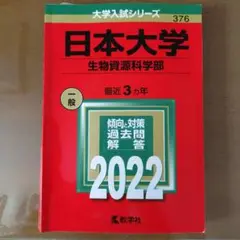 大学入試シリーズ
376
日本大学
生物資源科学部
一般
最近3ヵ年
傾向と対策
過去問
解答
2022
教学社